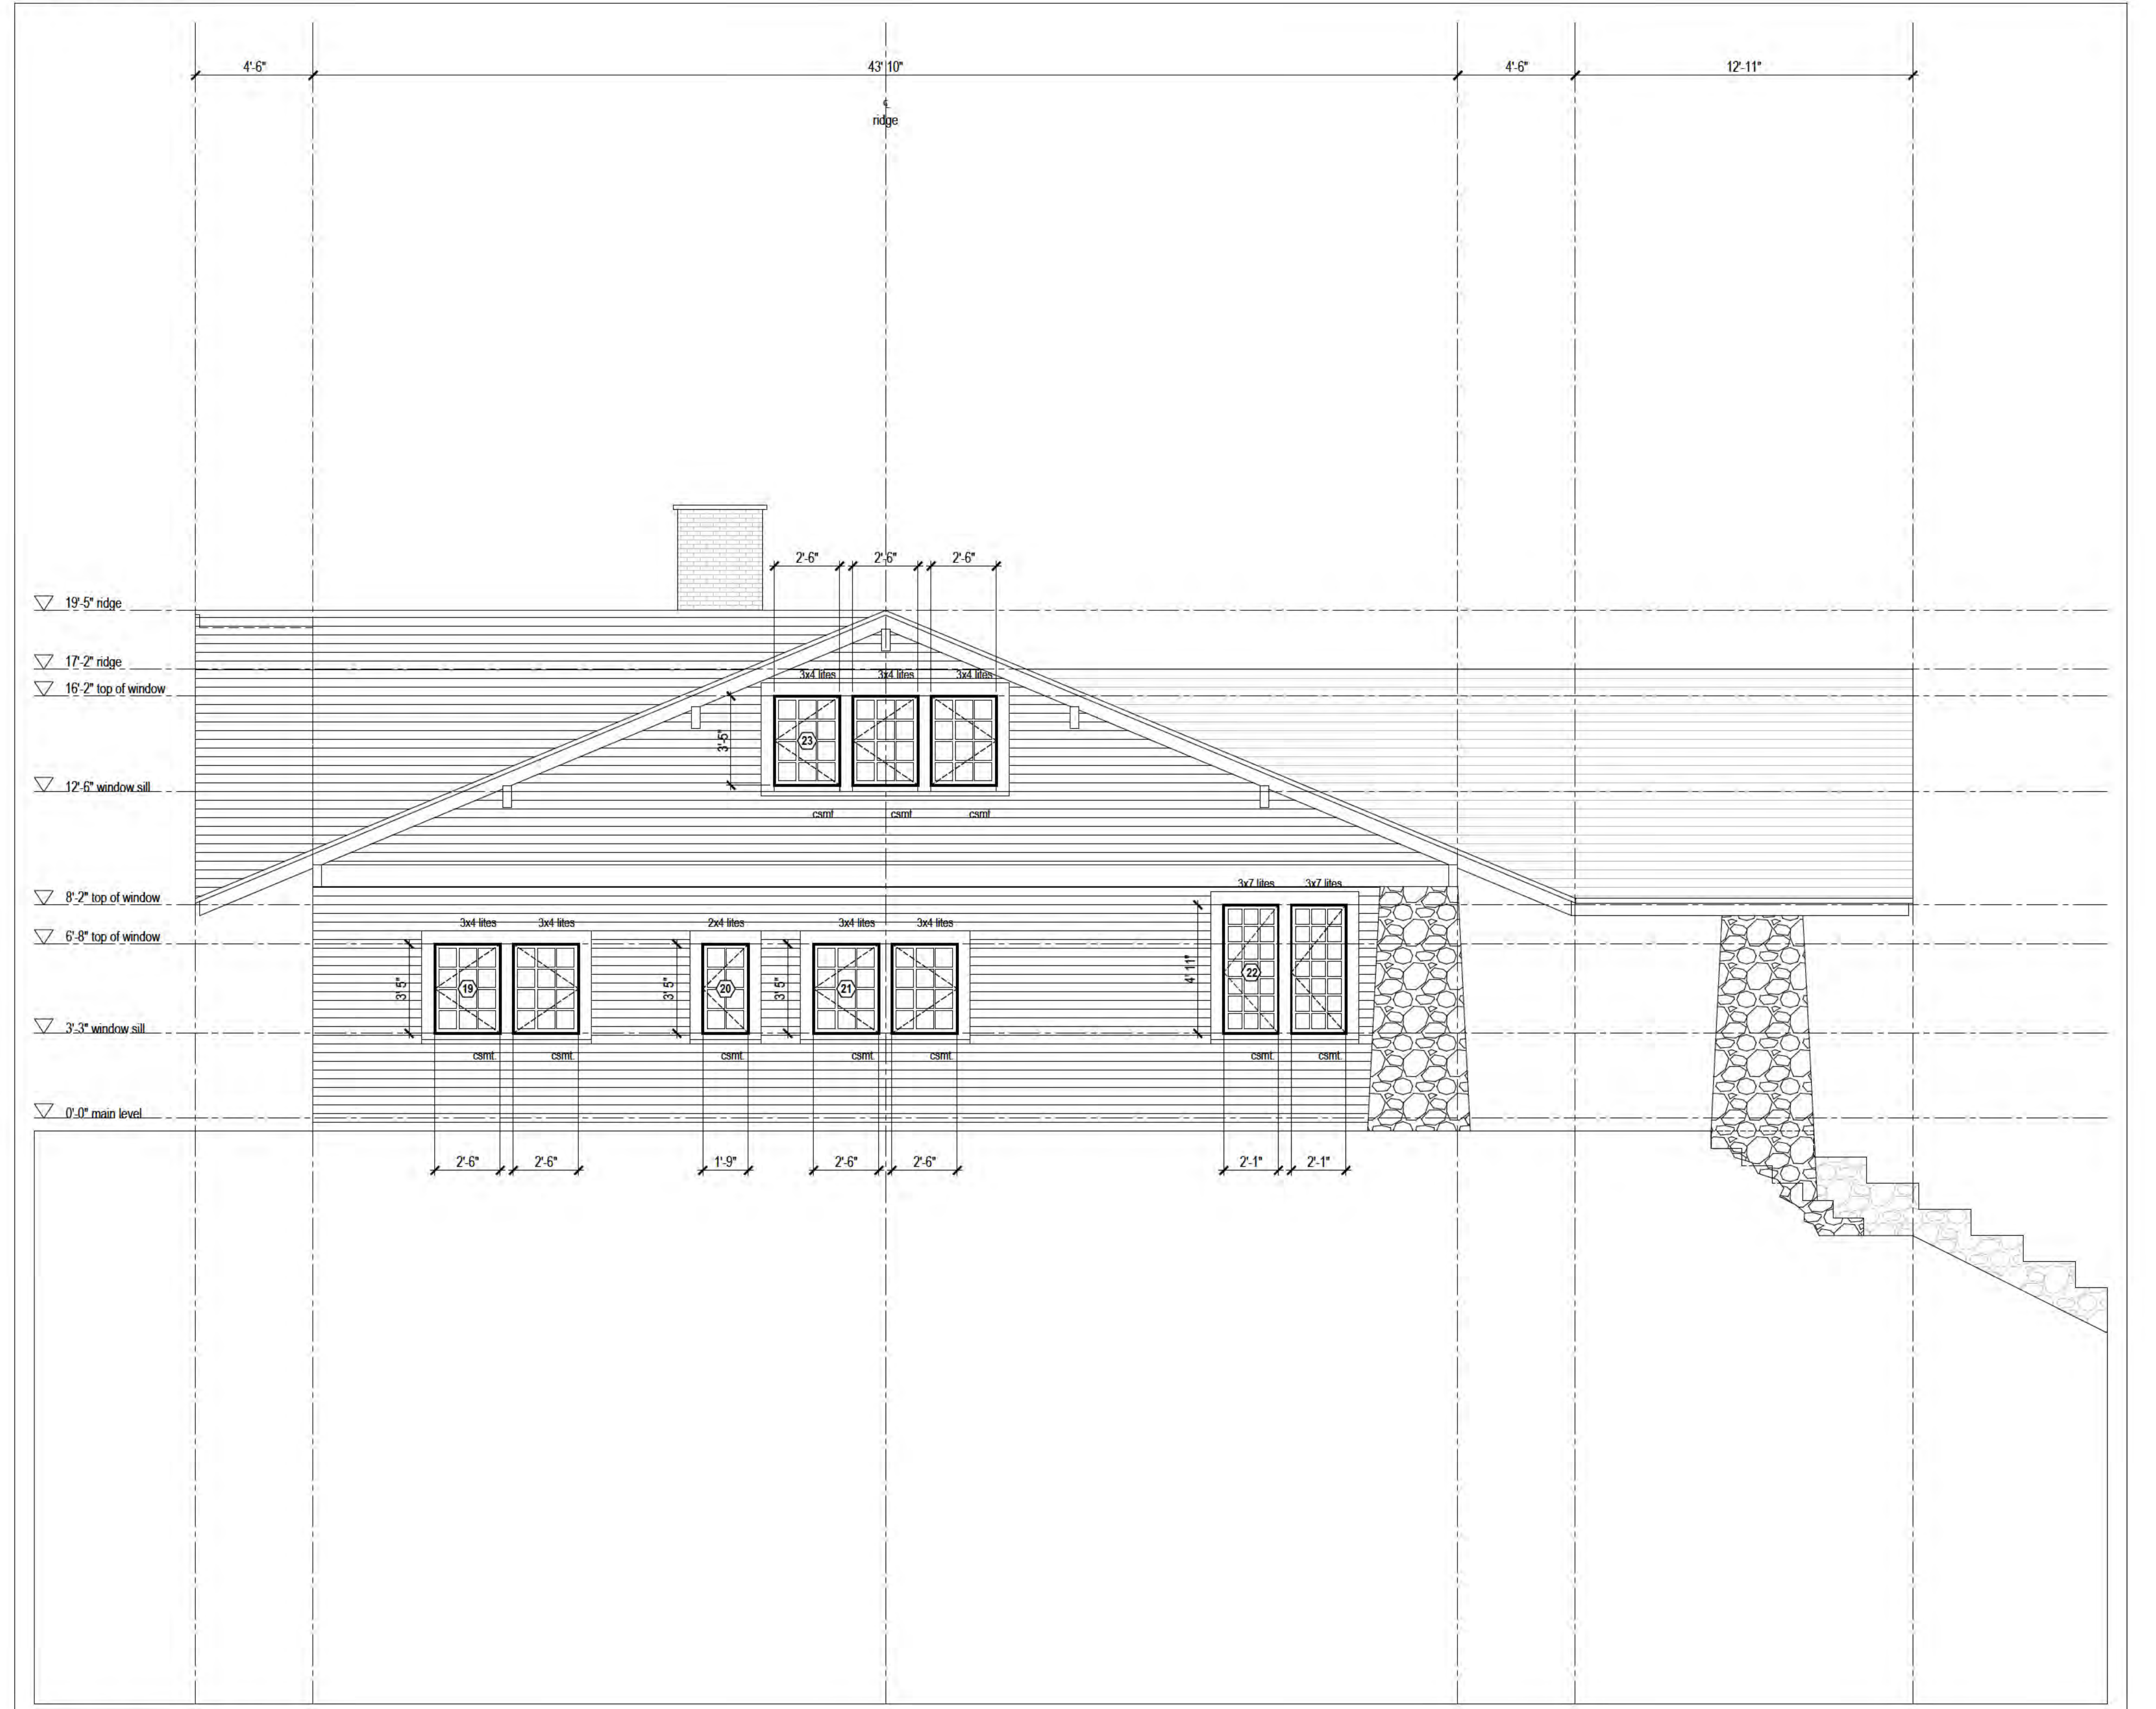 4'-6" 43'10" 4'-6" 12'-11"
℄
ridge
2'-6" 2'-6" 2'-6"
19'-5" ridge
17'-2" ridge
3x4 lites 3x4 lites 3x4 lites
16'-2" top of window
3'-5"
23
12'-6" window sill
csmt csmt csmt
3x7 lites 3x7 lites
8'-2" top of window
3x4 lites 3x4 lites 2x4 lites 3x4 lites 3x4 lites
6'-8" top of window
4' 11"
22
3' 5" 19 3' 5" 20 3' 5" 21
3'-3" window sill
csmt. csmt. csmt. csmt. csmt. csmt. csmt.
0'-0" main level
2'-6" 2'-6" 1'-9" 2'-6" 2'-6" 2'-1" 2'-1"